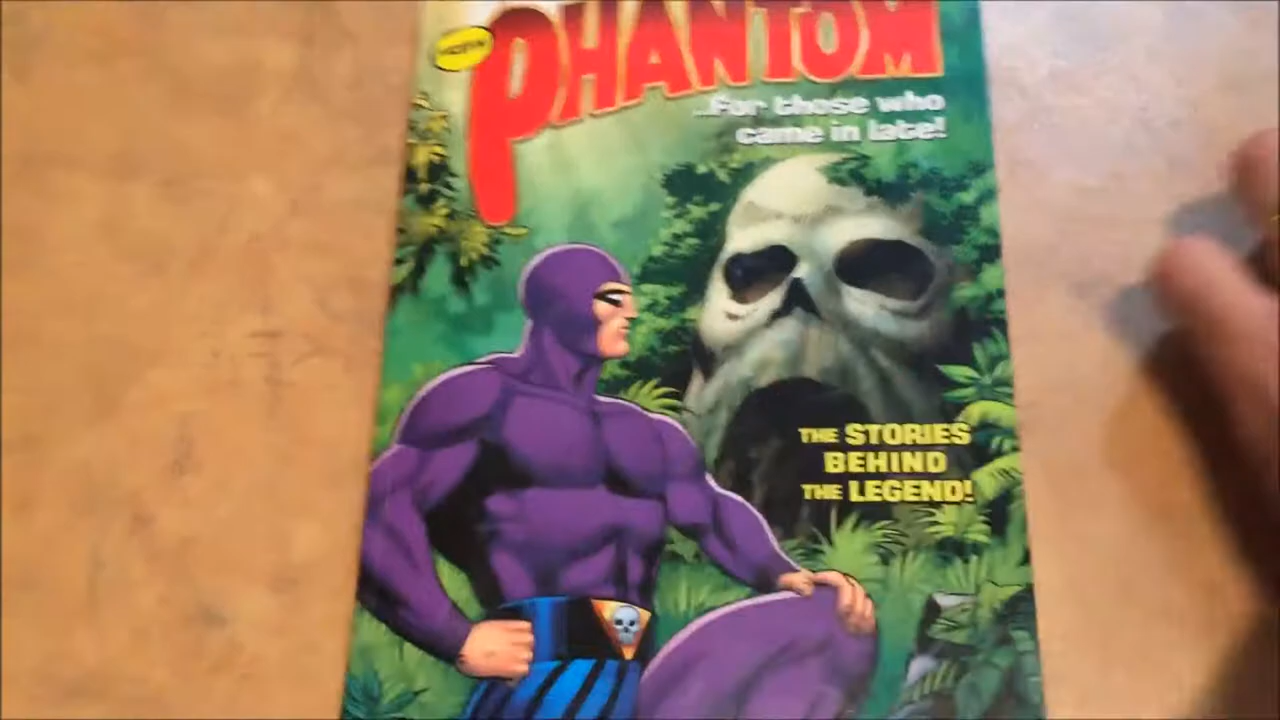 PHANTOM
...for those who
came in late!
THE STORIES
BEHIND
THE LEGEND!